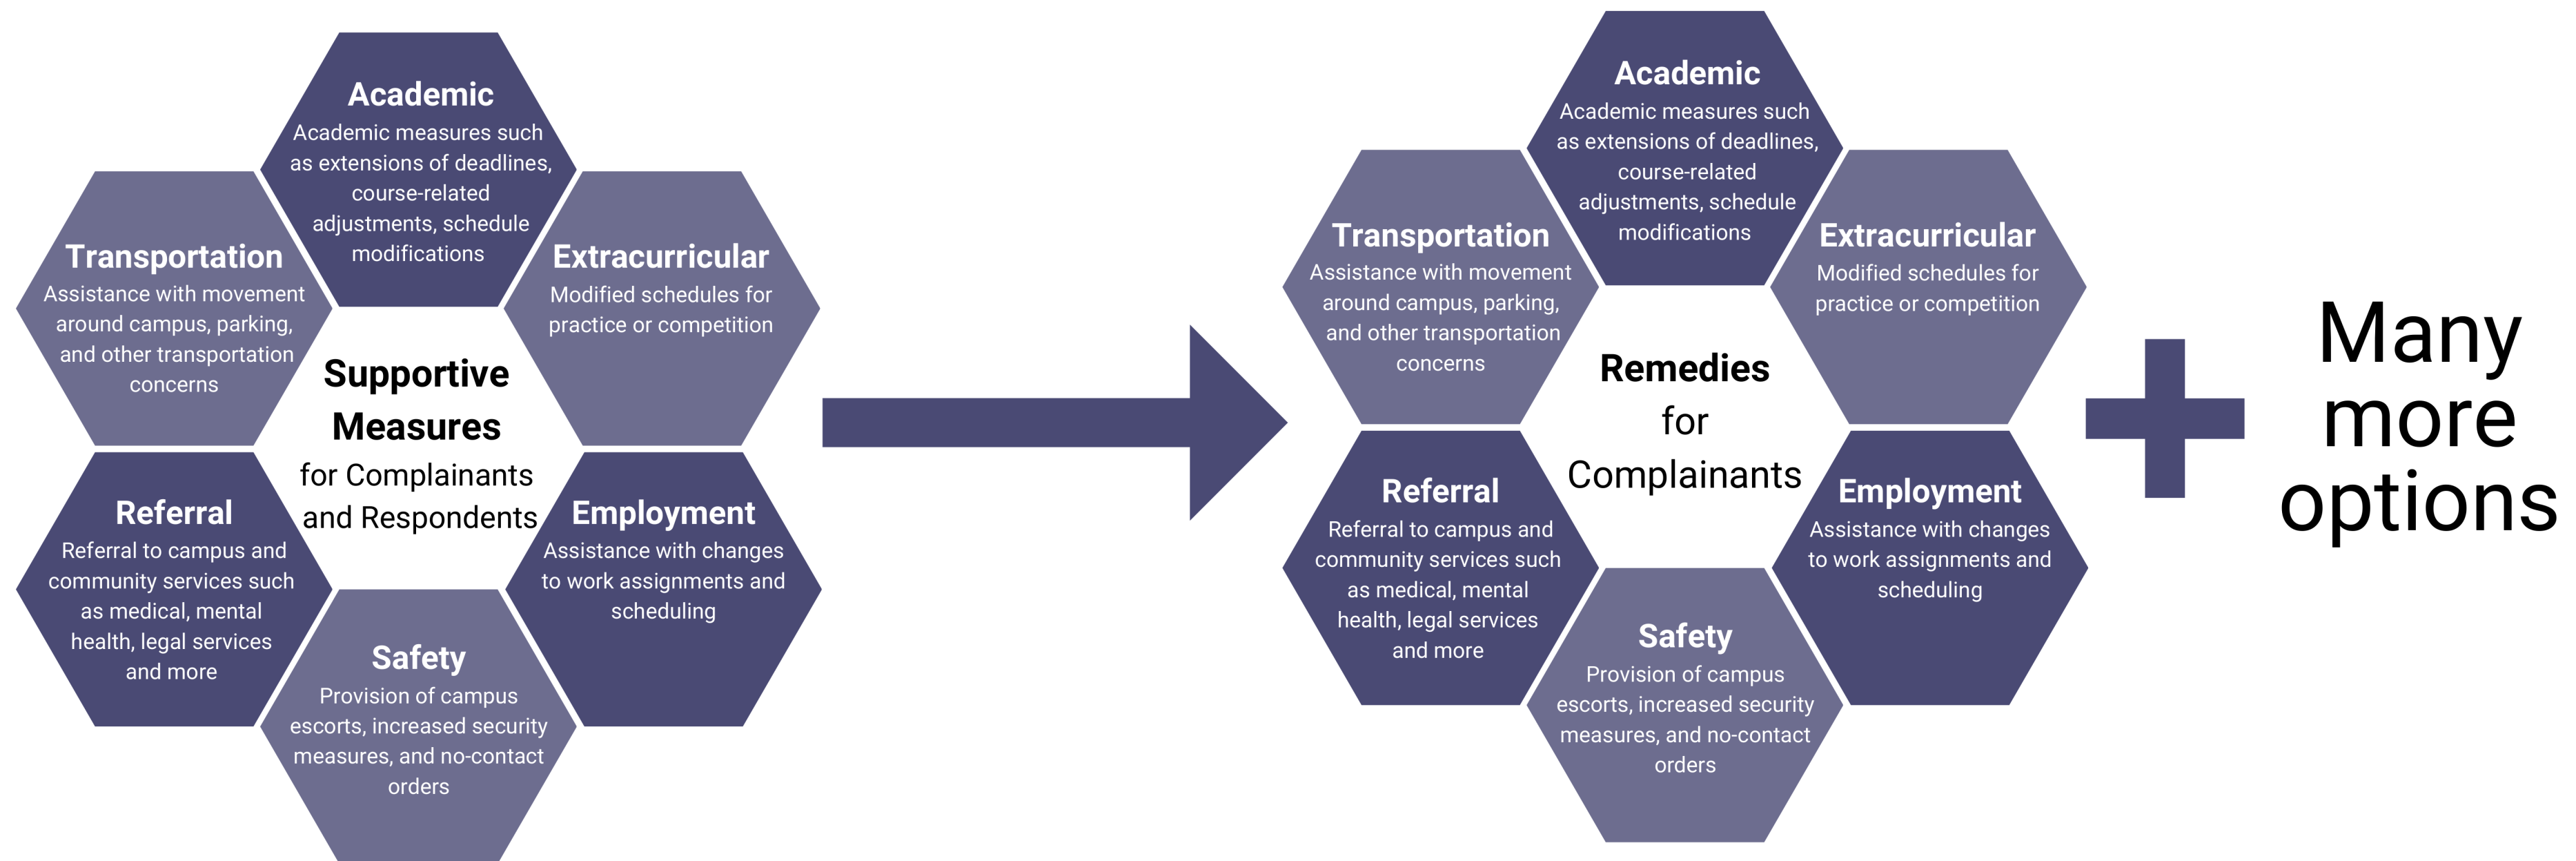 Academic
Academic measures such
as extensions of deadlines,
course-related
adjustments, schedule
modifications
Transportation
Assistance with movement
around campus, parking,
and other transportation
concerns
Extracurricular
Modified schedules for
practice or competition
Supportive
Measures
for Complainants
and Respondents
Referral
Referral to campus and
community services such
as medical, mental
health, legal services
and more
Employment
Assistance with changes
to work assignments and
scheduling
Safety
Provision of campus
escorts, increased security
measures, and no-contact
orders
Academic
Academic measures such
as extensions of deadlines,
course-related
adjustments, schedule
modifications
Transportation
Assistance with movement
around campus, parking,
and other transportation
concerns
Extracurricular
Modified schedules for
practice or competition
Remedies
for
Complainants
Referral
Referral to campus and
community services such
as medical, mental
health, legal services
and more
Employment
Assistance with changes
to work assignments and
scheduling
Safety
Provision of campus
escorts, increased security
measures, and no-contact
orders
Many
more
options